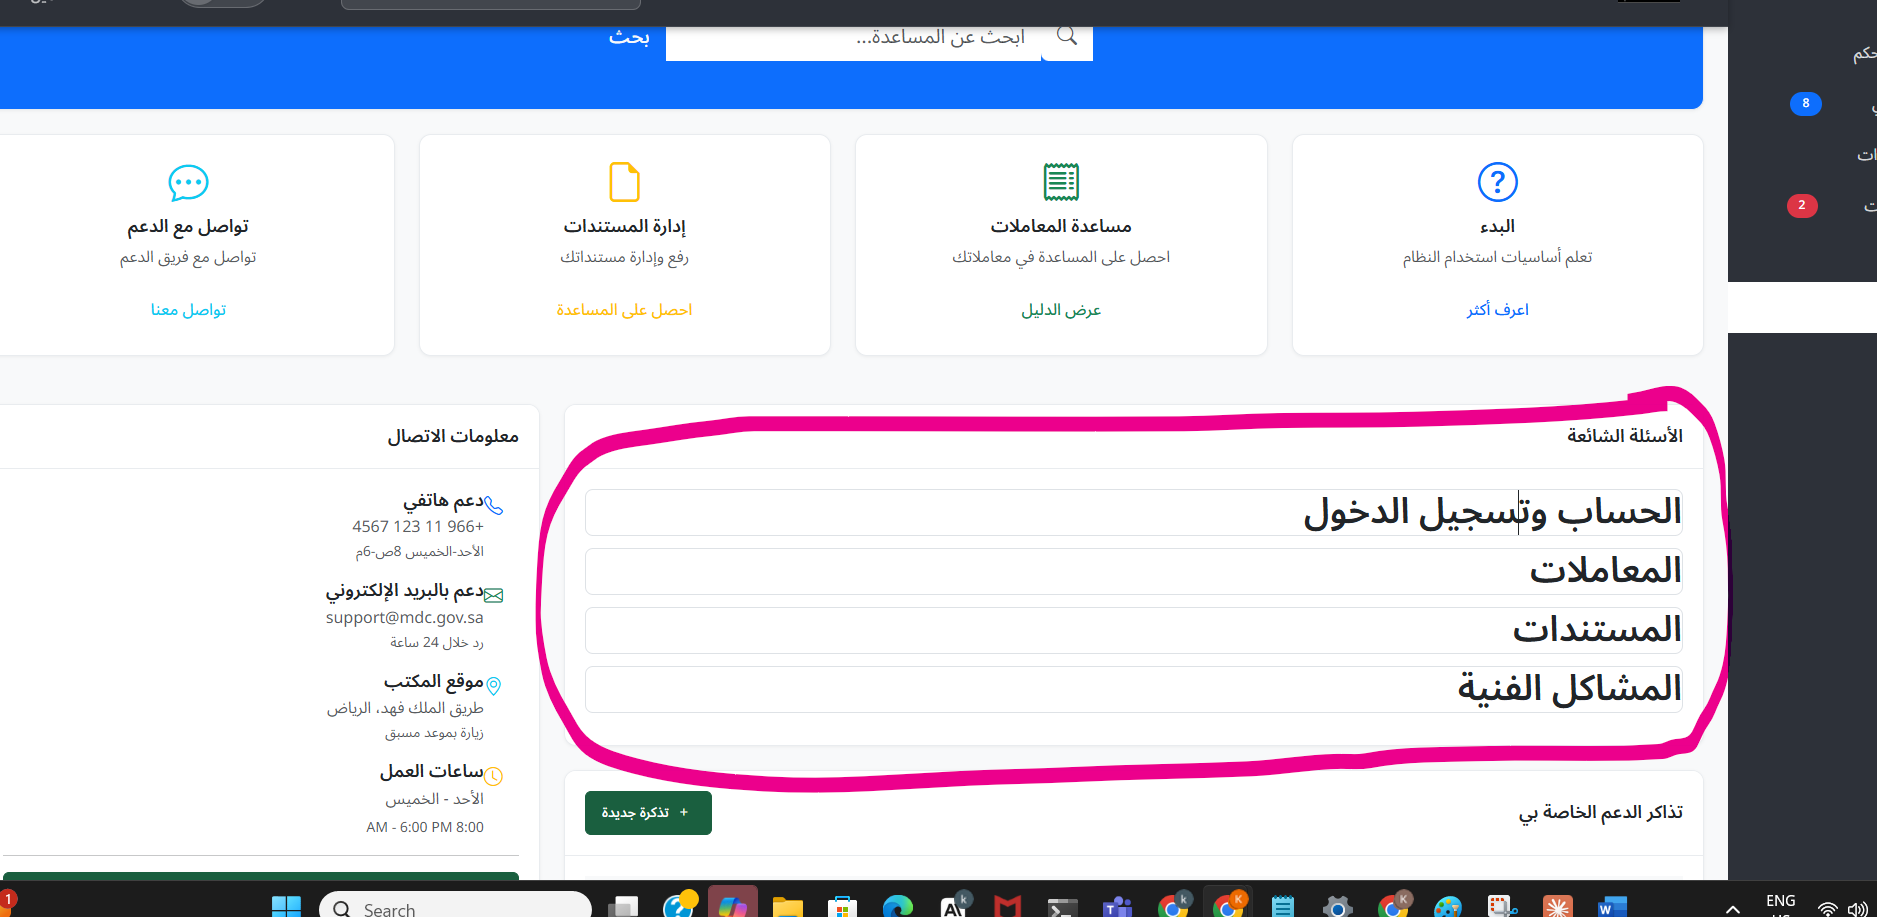 ابحث عن المساعدة...
بحث
8
2
البدء
تعلم أساسيات استخدام النظام
اعرف أكثر
مساعدة المعاملات
احصل على المساعدة في معاملاتك
عرض الدليل
إدارة المستندات
رفع وإدارة مستنداتك
احصل على المساعدة
تواصل مع الدعم
تواصل مع فريق الدعم
تواصل معنا
الأسئلة الشائعة
الحساب وتسجيل الدخول
المعاملات
المستندات
المشاكل الفنية
معلومات الاتصال
دعم هاتفي
+966 11 123 4567
الأحد-الخميس 8ص-6م
دعم بالبريد الإلكتروني
support@mdc.gov.sa
رد خلال 24 ساعة
موقع المكتب
طريق الملك فهد، الرياض
زيارة بموعد مسبق
ساعات العمل
الأحد - الخميس
8:00 AM - 6:00 PM
تذاكر الدعم الخاصة بي
+ تذكرة جديدة
1
Search
ENG